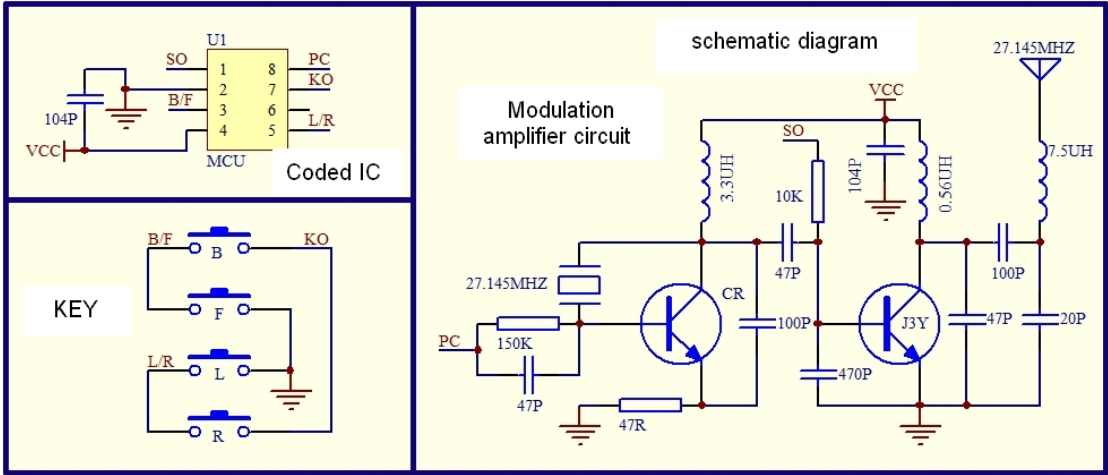 U1
SO 1 8 PC
2 7 KO
B/F 3 6
4 5 L/R
104P
VCC
MCU
Coded IC
KEY
B/F B KO
F
L/R L
R
schematic diagram
Modulation
amplifier circuit
27.145MHZ
VCC
SO
3.3UH
10K
104P
0.56UH
7.5UH
47P
100P
27.145MHZ
CR
100P
J3Y
47P
20P
PC
150K
47P
470P
47R